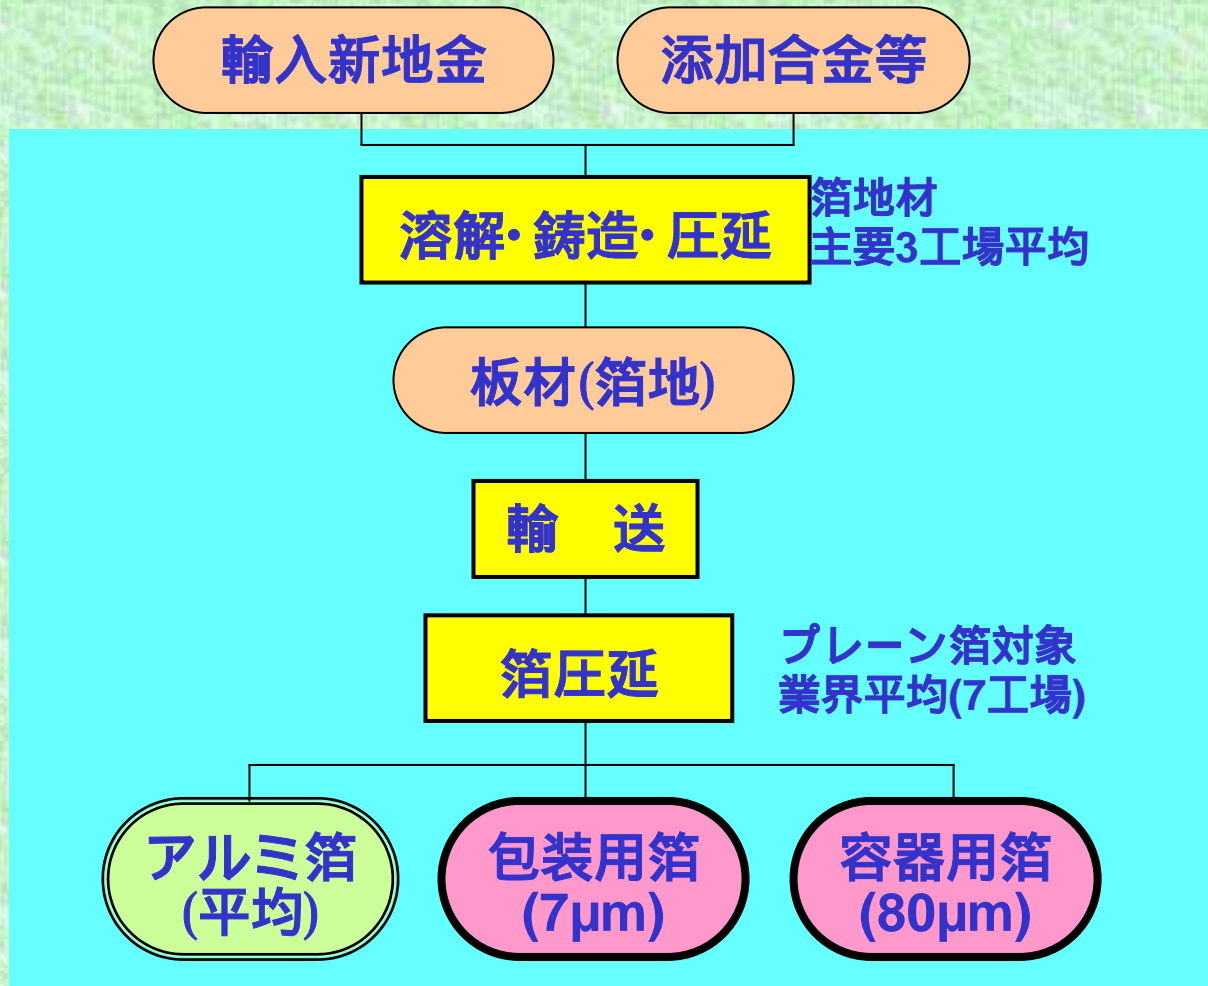 輸入新地金
添加合金等
溶解・鋳造・圧延
箔地材
主要3工場平均
板材(箔地)
輸　送
箔圧延
プレーン箔対象
業界平均(7工場)
アルミ箔
(平均)
包装用箔
(7μm)
容器用箔
(80μm)